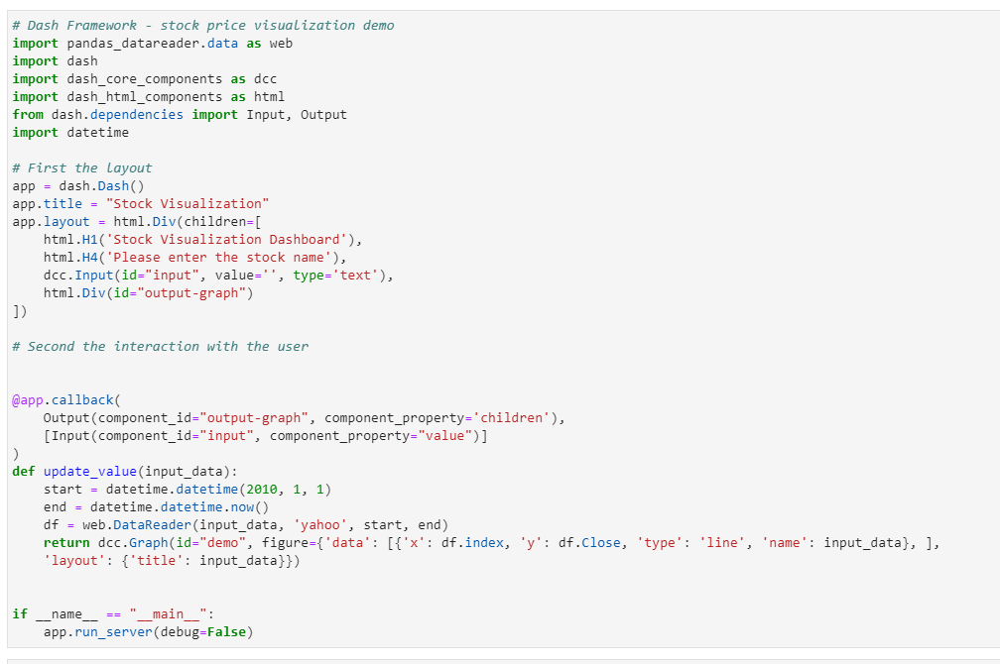 # Dash Framework - stock price visualization demo
import pandas_datareader.data as web
import dash
import dash_core_components as dcc
import dash_html_components as html
from dash.dependencies import Input, Output
import datetime

# First the layout
app = dash.Dash()
app.title = "Stock Visualization"
app.layout = html.Div(children=[
    html.H1('Stock Visualization Dashboard'),
    html.H4('Please enter the stock name'),
    dcc.Input(id="input", value='', type='text'),
    html.Div(id="output-graph")
])

# Second the interaction with the user


@app.callback(
    Output(component_id="output-graph", component_property='children'),
    [Input(component_id="input", component_property="value")]
)
def update_value(input_data):
    start = datetime.datetime(2010, 1, 1)
    end = datetime.datetime.now()
    df = web.DataReader(input_data, 'yahoo', start, end)
    return dcc.Graph(id="demo", figure={'data': [{'x': df.index, 'y': df.Close, 'type': 'line', 'name': input_data}, ],
    'layout': {'title': input_data}})


if __name__ == "__main__":
    app.run_server(debug=False)